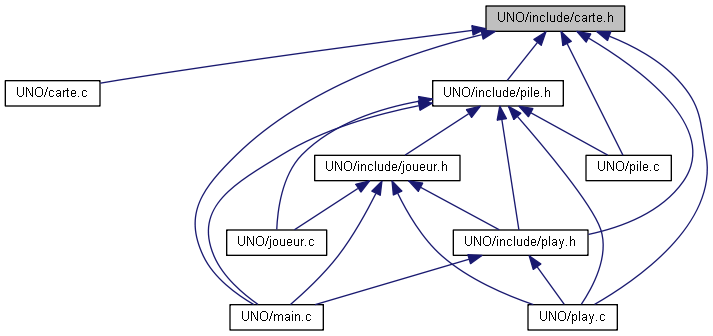 UNO/include/carte.h
UNO/carte.c
UNO/include/pile.h
UNO/include/joueur.h
UNO/pile.c
UNO/joueur.c
UNO/include/play.h
UNO/main.c
UNO/play.c